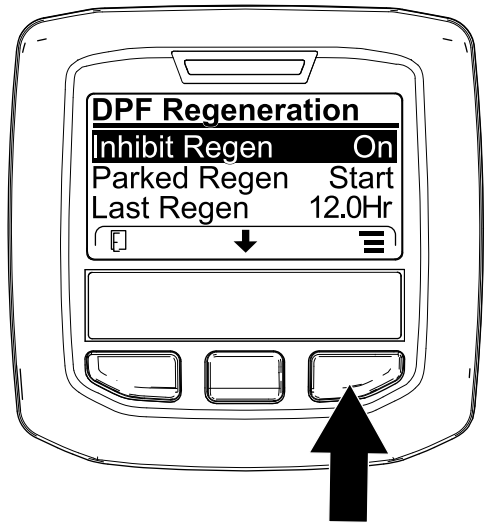 DPF Regeneration
Inhibit Regen On
Parked Regen Start
Last Regen 12.0Hr